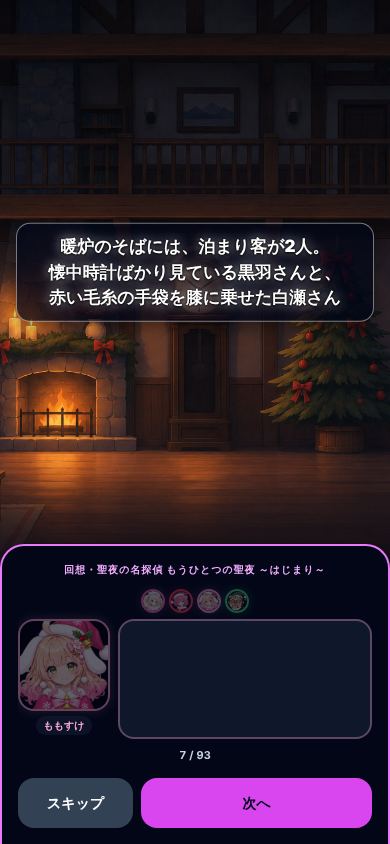 暖炉のそばには、泊まり客が2人。
懐中時計ばかり見ている黒羽さんと、
赤い毛糸の手袋を膝に乗せた白瀬さん
回想・聖夜の名探偵 もうひとつの聖夜 ～はじまり～
ももすけ
7 / 93
スキップ
次へ